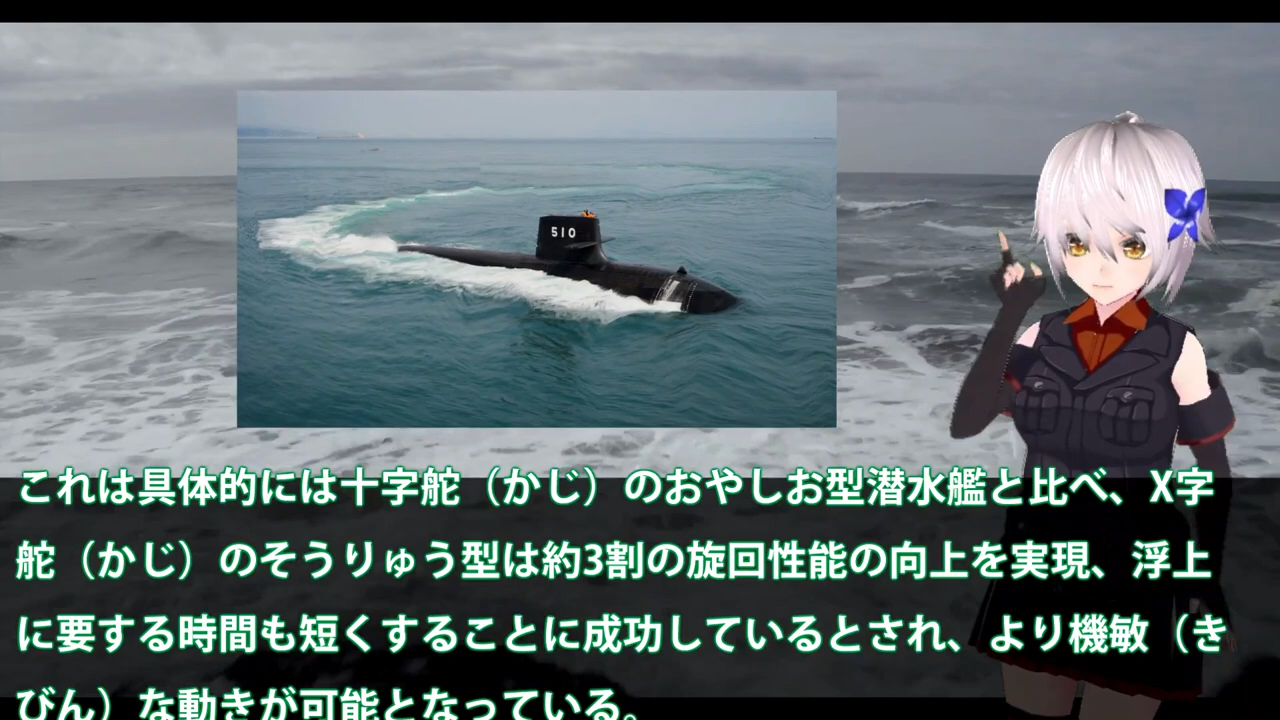 510
これは具体的には十字舵（かじ）のおやしお型潜水艦と比べ、X字
舵（かじ）のそうりゅう型は約3割の旋回性能の向上を実現、浮上
に要する時間も短くすることに成功しているとされ、より機敏（き
びん）な動きが可能となっている。